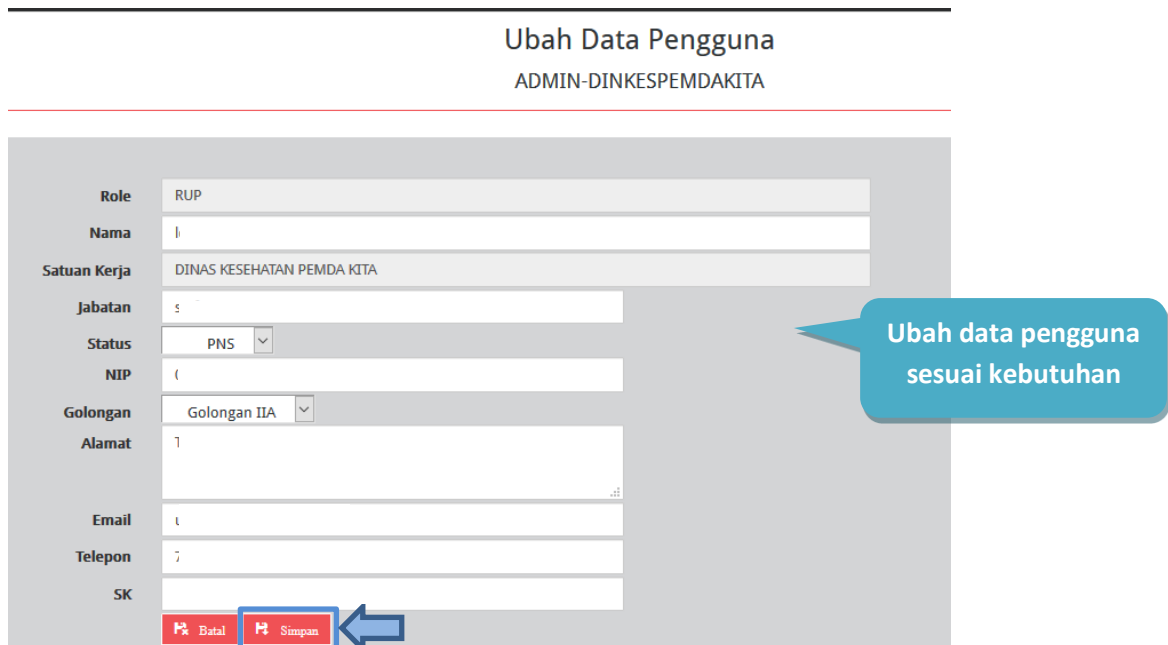 Ubah Data Pengguna
ADMIN-DINKESPEMDAKITA
Role RUP
Nama
Satuan Kerja DINAS KESEHATAN PEMDA KITA
Jabatan
Status PNS
NIP
Golongan Golongan IIA
Alamat
Email
Telepon
SK
Batal Simpan
Ubah data pengguna
sesuai kebutuhan